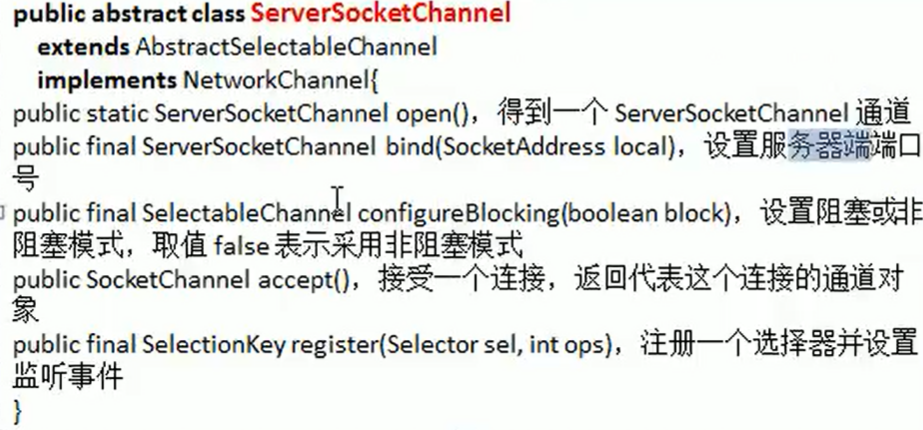 public abstract class ServerSocketChannel
extends AbstractSelectableChannel
implements NetworkChannel{
public static ServerSocketChannel open()，得到一个 ServerSocketChannel 通道
public final ServerSocketChannel bind(SocketAddress local)，设置服务器端端口
号
public final SelectableChannel configureBlocking(boolean block)，设置阻塞或非
阻塞模式，取值 false 表示采用非阻塞模式
public SocketChannel accept()，接受一个连接，返回代表这个连接的通道对
象
public final SelectionKey register(Selector sel, int ops)，注册一个选择器并设置
监听事件
}